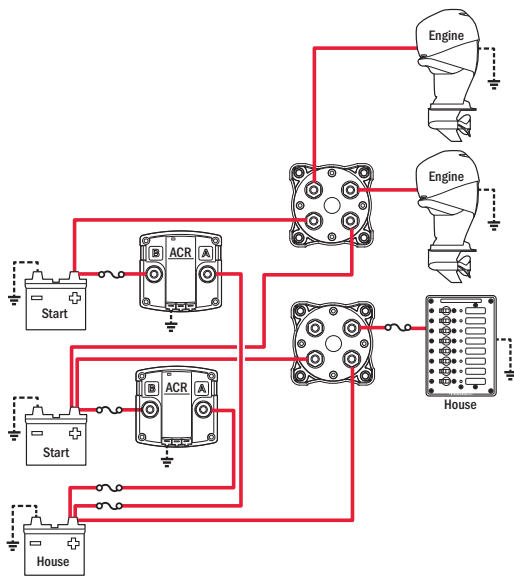 Engine
Engine
B ACR A
Start
B ACR A
House
Start
House